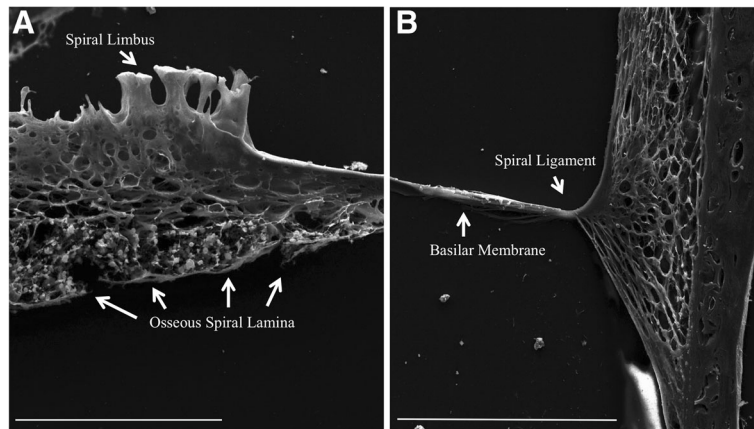 A
Spiral Limbus
Osseous Spiral Lamina
B
Spiral Ligament
Basilar Membrane